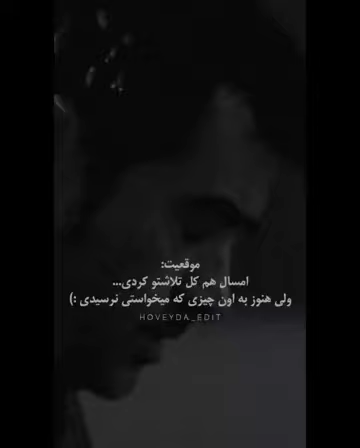 موقعیت:
امسال هم کل تلاشتو کردی...
ولی هنوز به اون چیزی که میخواستی نرسیدی :)
HOVEYDA_EDIT